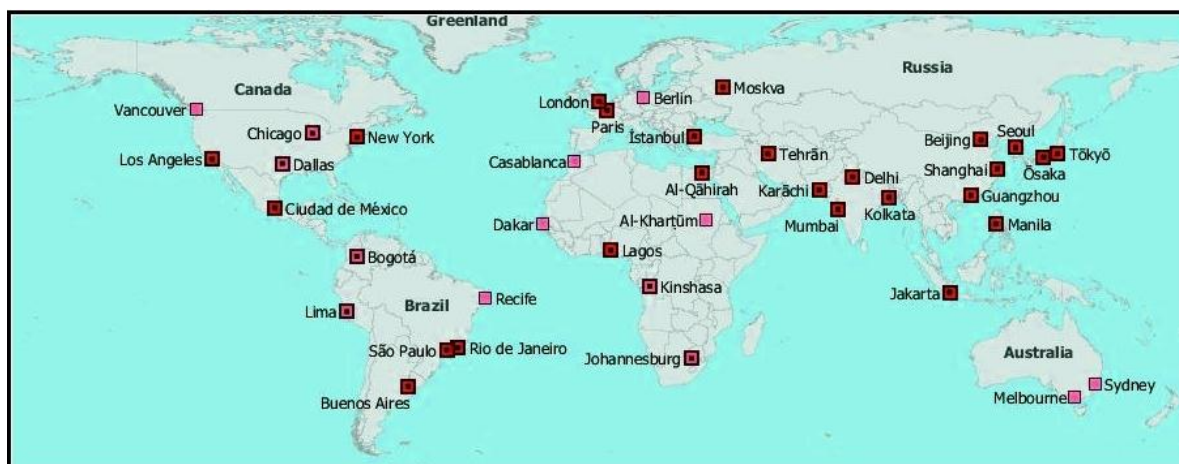 Greenland
Russia
Canada
Moskva
Berlin
London
Vancouver
Paris
Chicago
New York
İstanbul
Beijing
Seoul
Tehrān
Tōkyō
Los Angeles
Dallas
Casablanca
Shanghai
Ōsaka
Delhi
Al-Qāhirah
Karāchi
Guangzhou
Ciudad de México
Kolkata
Dakar
Al-Kharṭūm
Mumbai
Manila
Lagos
Bogotá
Kinshasa
Jakarta
Recife
Brazil
Lima
São Paulo
Rio de Janeiro
Johannesburg
Australia
Sydney
Buenos Aires
Melbourne